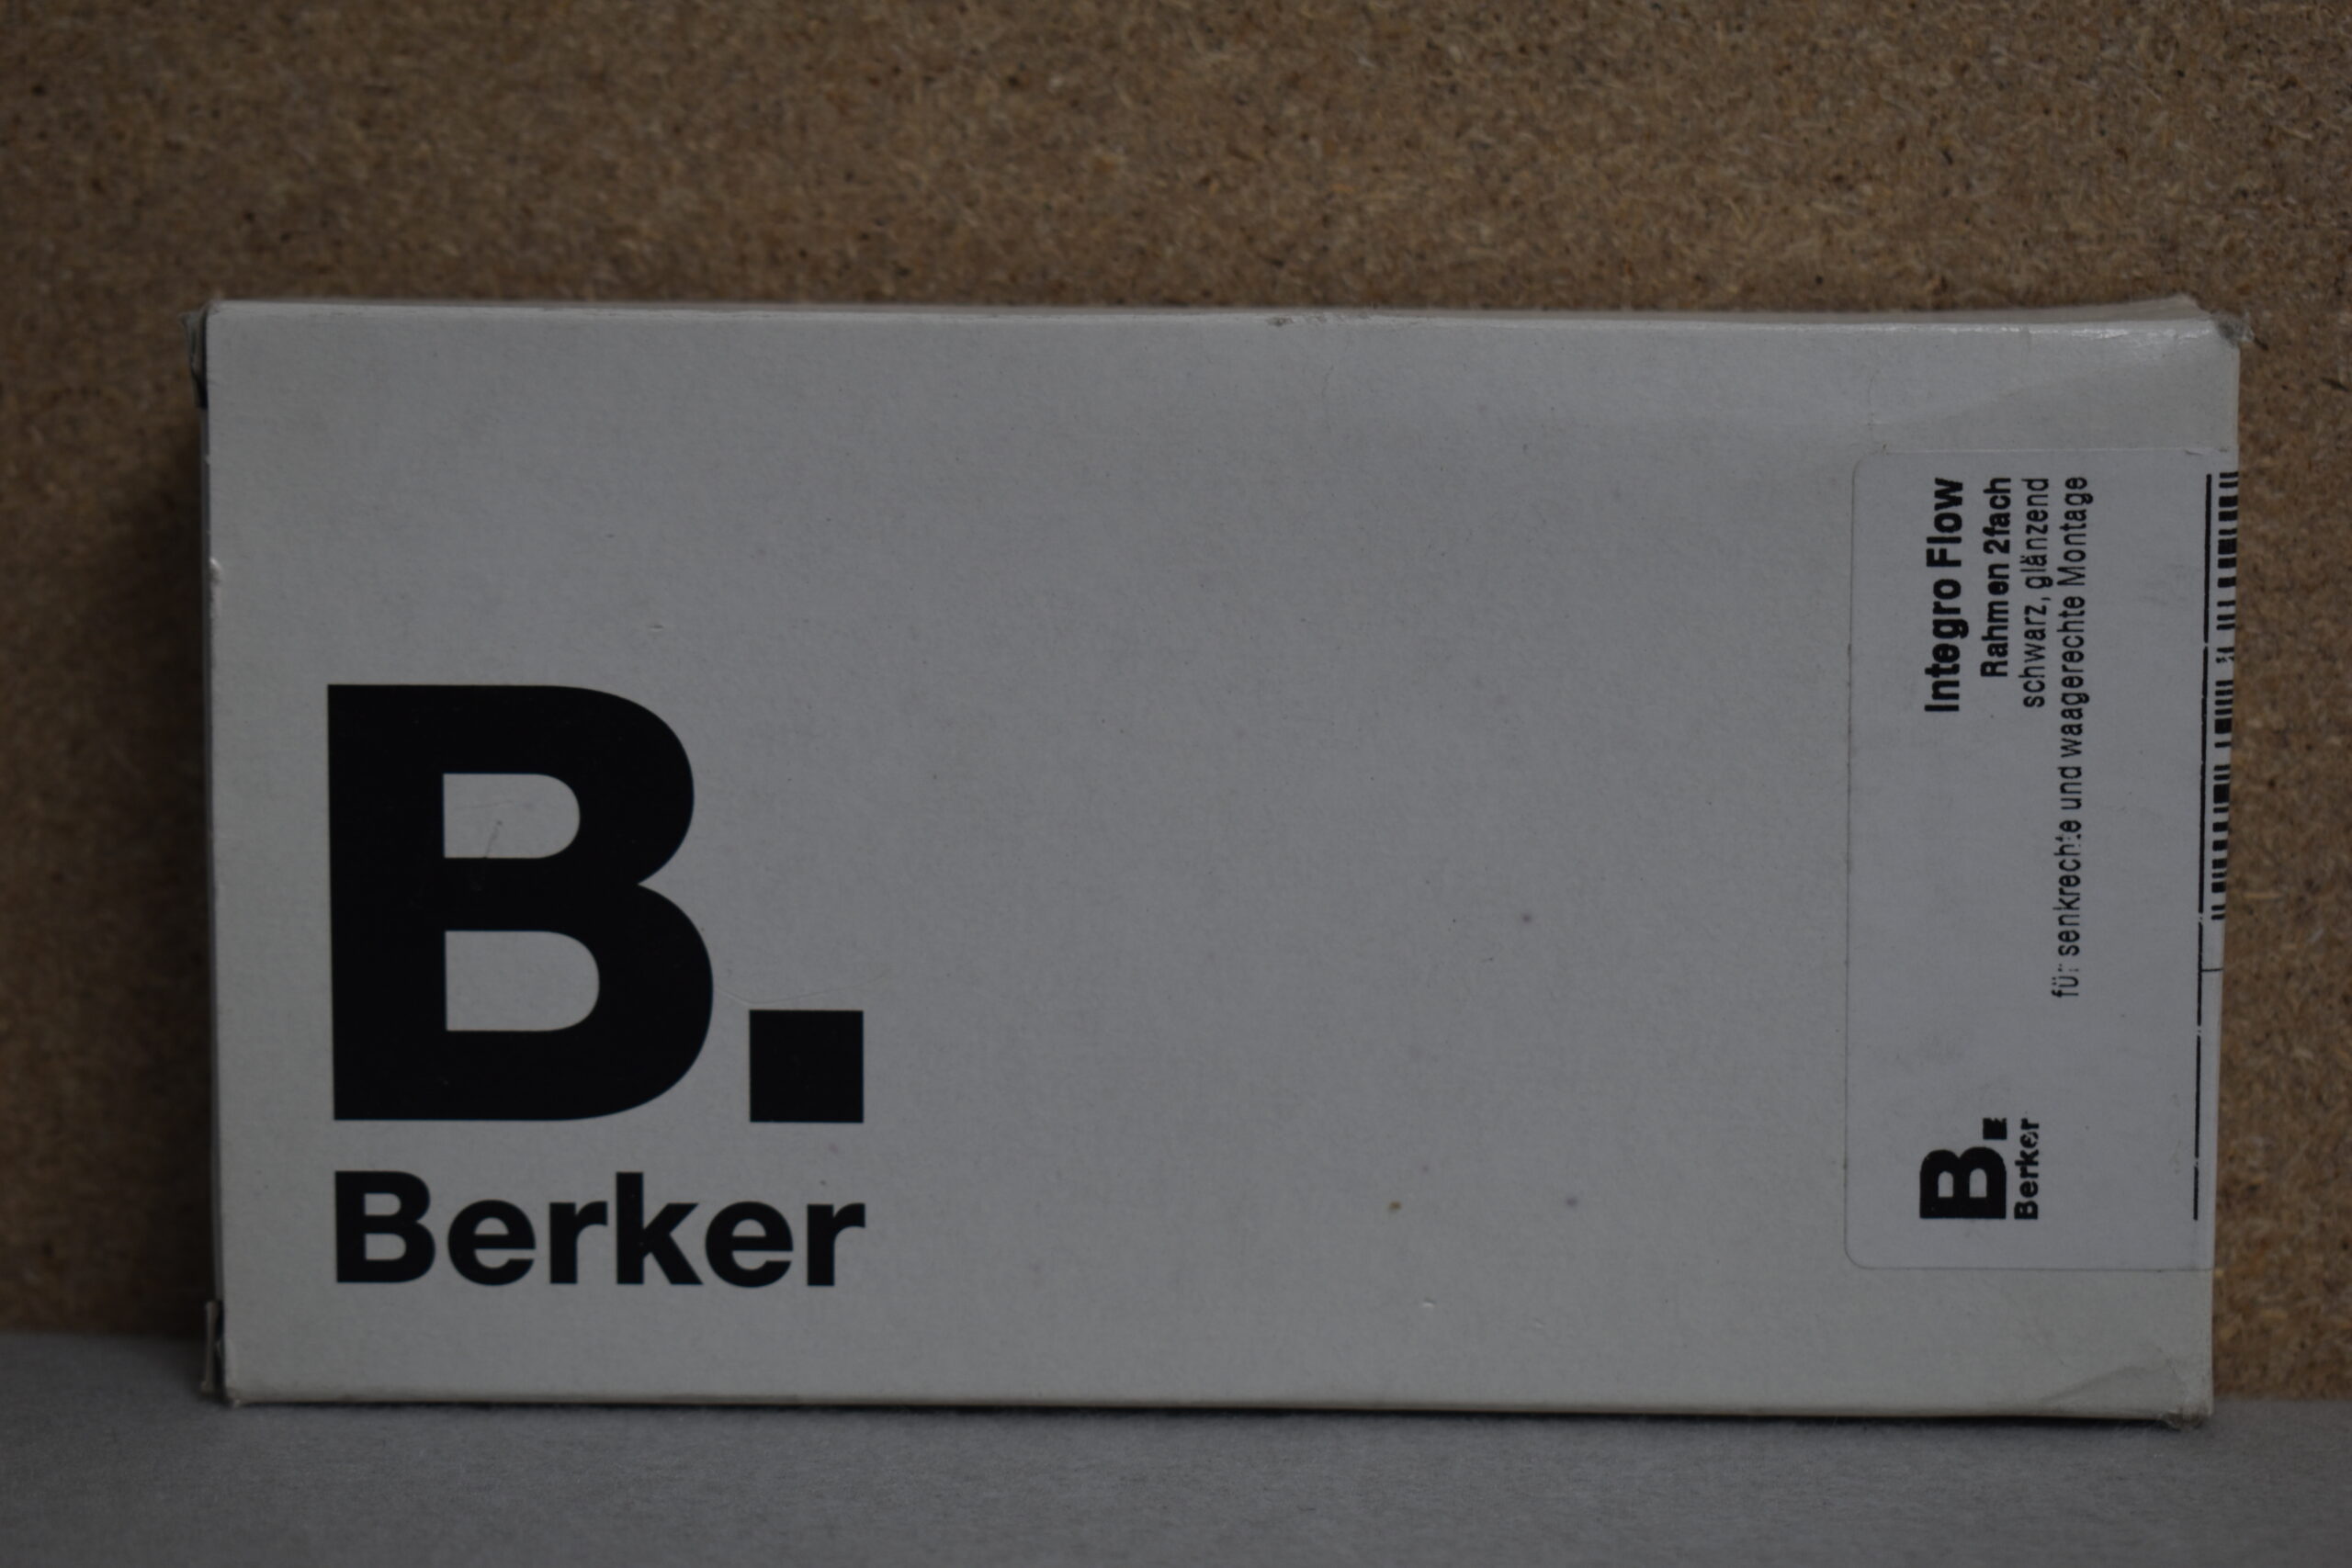 B.
Berker
Integro Flow
Rahmen 2fach
schwarz, glänzend
für senkrechte und waagerechte Montage
B.
Berker